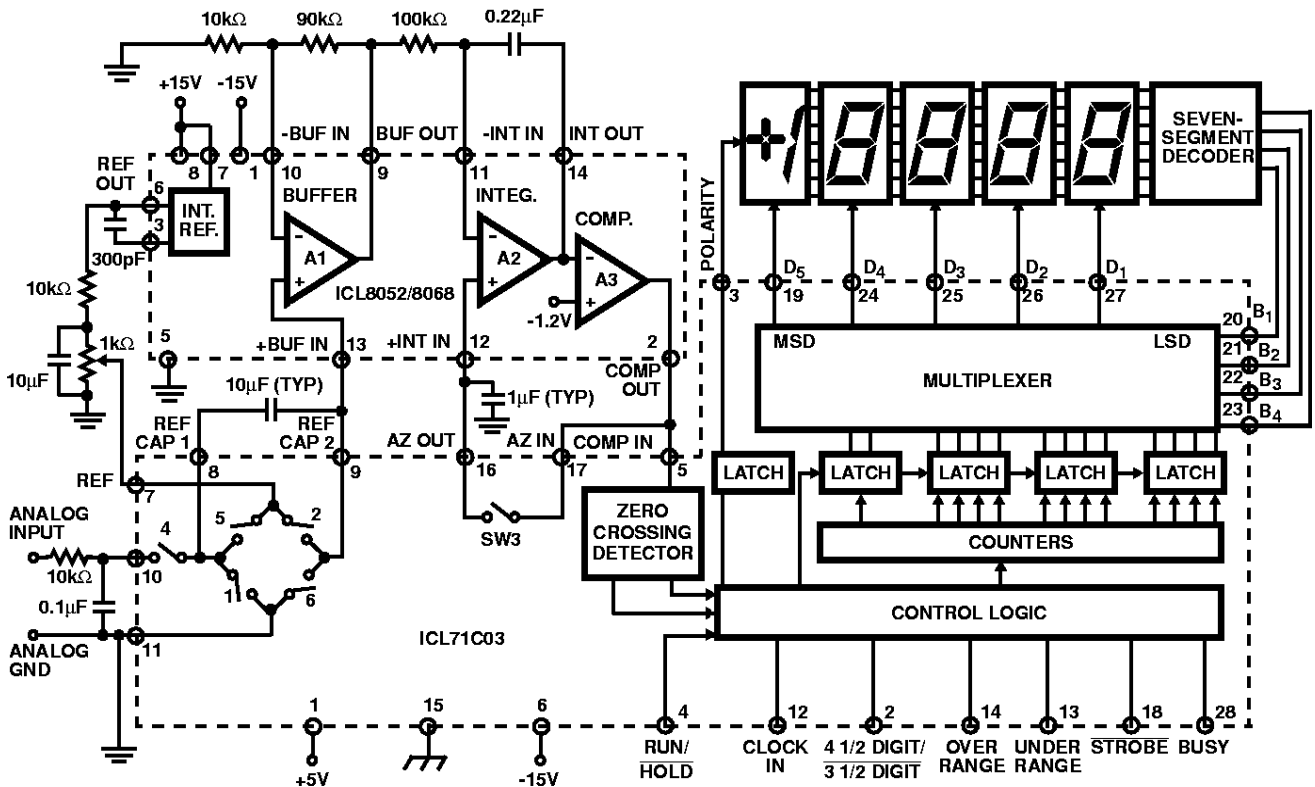 10kΩ 90kΩ 100kΩ 0.22μF
+15V -15V
-BUF IN BUF OUT -INT IN INT OUT
8 7 1 10 9 11 14
REF OUT
6
3
INT. REF.
300pF
BUFFER
A1
INTEG.
A2
COMP.
A3
-1.2V
ICL8052/8068
10kΩ
1kΩ
10μF
5
+BUF IN 13 +INT IN 12 2
COMP OUT
10μF (TYP)
1μF (TYP)
REF CAP 1
REF CAP 2
AZ OUT AZ IN COMP IN
8 9 16 17 5
REF
7
ANALOG INPUT
10kΩ
10
4
5 2
1 6
0.1μF
ANALOG GND
11
SW3
ZERO CROSSING DETECTOR
ICL71C03
SEVEN-SEGMENT DECODER
POLARITY
3
D5 D4 D3 D2 D1
19 24 25 26 27
MSD LSD
MULTIPLEXER
20 B1
21 B2
22 B3
23 B4
LATCH LATCH LATCH LATCH LATCH
COUNTERS
CONTROL LOGIC
1 15 6 4 12 2 14 13 18 28
+5V
-15V
RUN/HOLD
CLOCK IN
4 1/2 DIGIT/3 1/2 DIGIT
OVER RANGE
UNDER RANGE
STROBE
BUSY